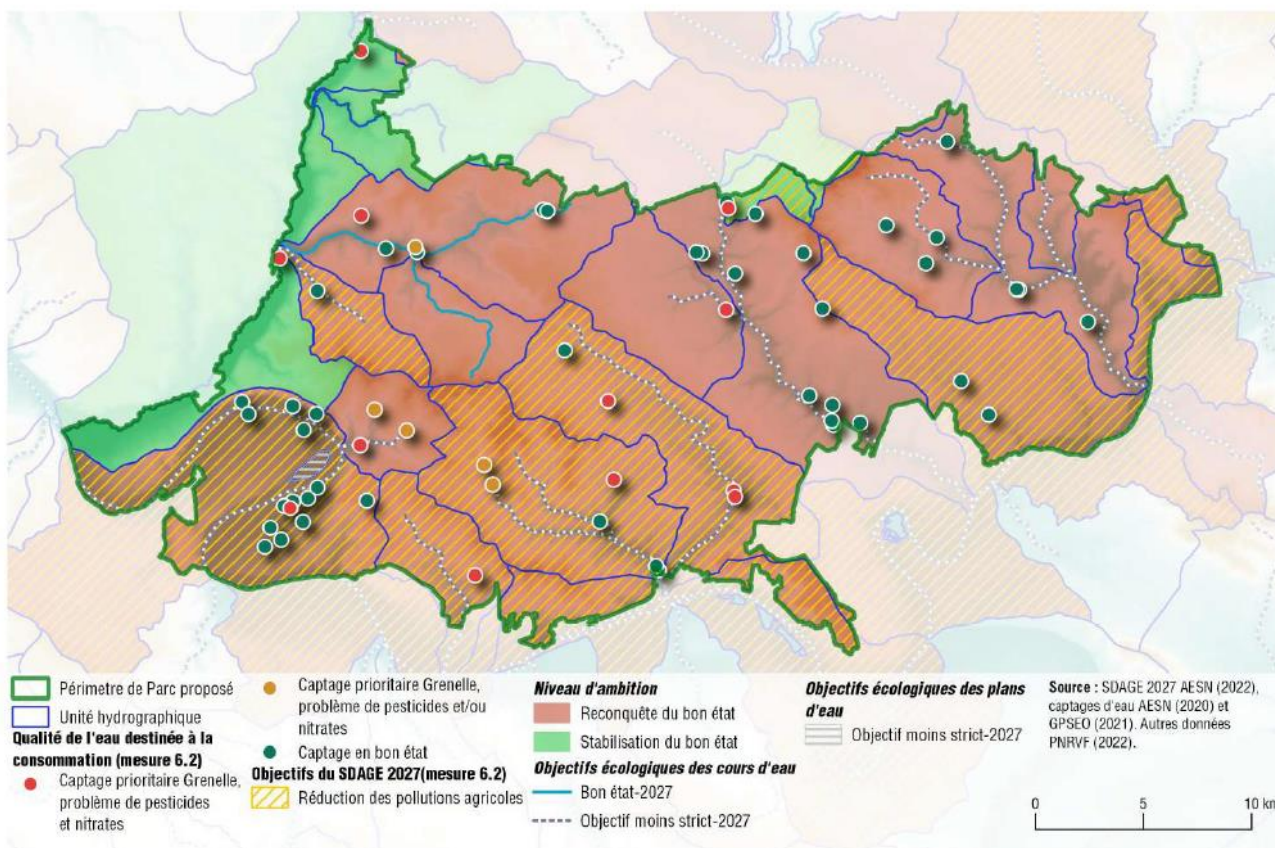 Périmetre de Parc proposé
Unité hydrographique
Qualité de l'eau destinée à la
consommation (mesure 6.2)
Captage prioritaire Grenelle,
problème de pesticides
et nitrates
Captage prioritaire Grenelle,
problème de pesticides et/ou
nitrates
Captage en bon état
Objectifs du SDAGE 2027(mesure 6.2)
Réduction des pollutions agricoles
Niveau d'ambition
Reconquête du bon état
Stabilisation du bon état
Objectifs écologiques des cours d'eau
Bon état-2027
Objectif moins strict-2027
Objectifs écologiques des plans
d'eau
Objectif moins strict-2027
Source : SDAGE 2027 AESN (2022),
captages d'eau AESN (2020) et
GPSEO (2021). Autres données
PNRVF (2022).
0 5 10 km